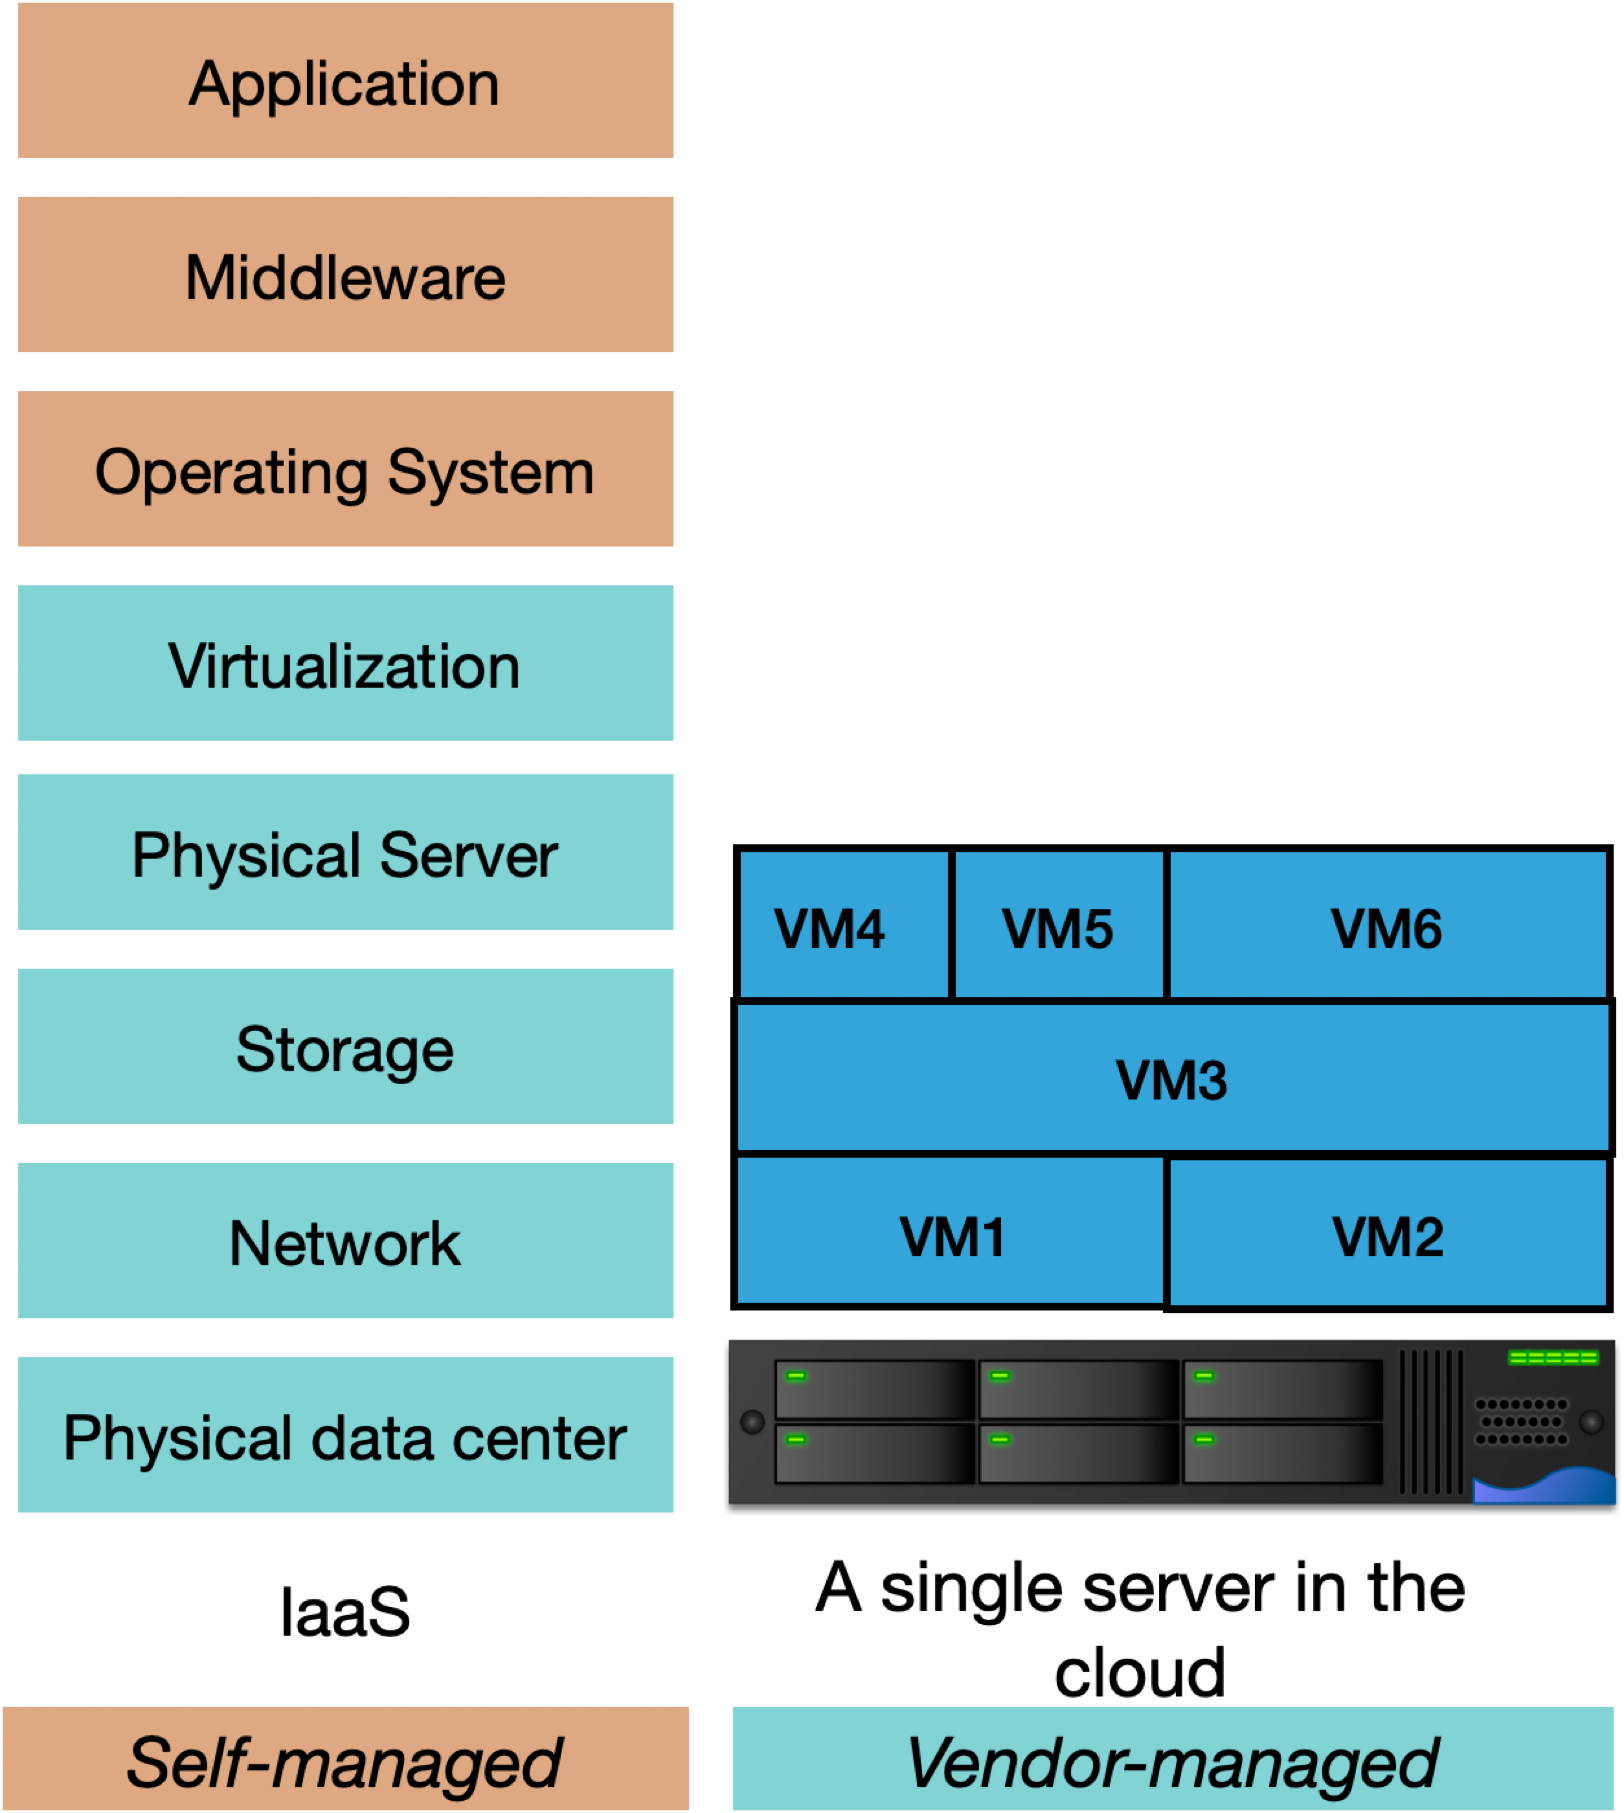 Application
Middleware
Operating System
Virtualization
Physical Server
Storage
Network
Physical data center
IaaS
VM4 VM5 VM6
VM3
VM1 VM2
A single server in the
cloud
Self-managed
Vendor-managed